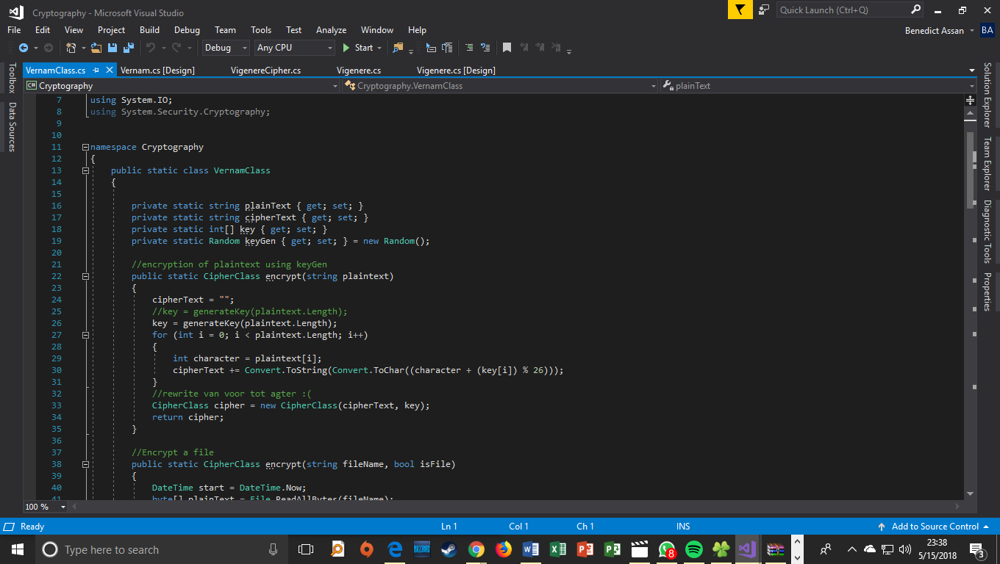 Cryptography - Microsoft Visual Studio
Quick Launch (Ctrl+Q)
File Edit View Project Build Debug Team Tools Test Analyze Window Help
Benedict Assan BA
Debug Any CPU Start
VernamClass.cs Vernam.cs [Design] VigenereCipher.cs Vigenere.cs Vigenere.cs [Design]
C# Cryptography Cryptography.VernamClass plainText
Toolbox
Data Sources
Solution Explorer
Team Explorer
Diagnostic Tools
Properties
7 using System.IO;
8 using System.Security.Cryptography;
9
10
11 namespace Cryptography
12 {
13 public static class VernamClass
14 {
15
16 private static string plainText { get; set; }
17 private static string cipherText { get; set; }
18 private static int[] key { get; set; }
19 private static Random keyGen { get; set; } = new Random();
20
21 //encryption of plaintext using keyGen
22 public static CipherClass encrypt(string plaintext)
23 {
24 cipherText = "";
25 //key = generateKey(plaintext.Length);
26 key = generateKey(plaintext.Length);
27 for (int i = 0; i < plaintext.Length; i++)
28 {
29 int character = plaintext[i];
30 cipherText += Convert.ToString(Convert.ToChar((character + (key[i]) % 26)));
31 }
32 //rewrite van voor tot agter :(
33 CipherClass cipher = new CipherClass(cipherText, key);
34 return cipher;
35 }
36
37 //Encrypt a file
38 public static CipherClass encrypt(string fileName, bool isFile)
39 {
40 DateTime start = DateTime.Now;
41 byte[] plainText = File.ReadAllBytes(fileName);
100 %
Ready Ln 1 Col 1 Ch 1 INS Add to Source Control
Type here to search
8
23:38
5/15/2018
3